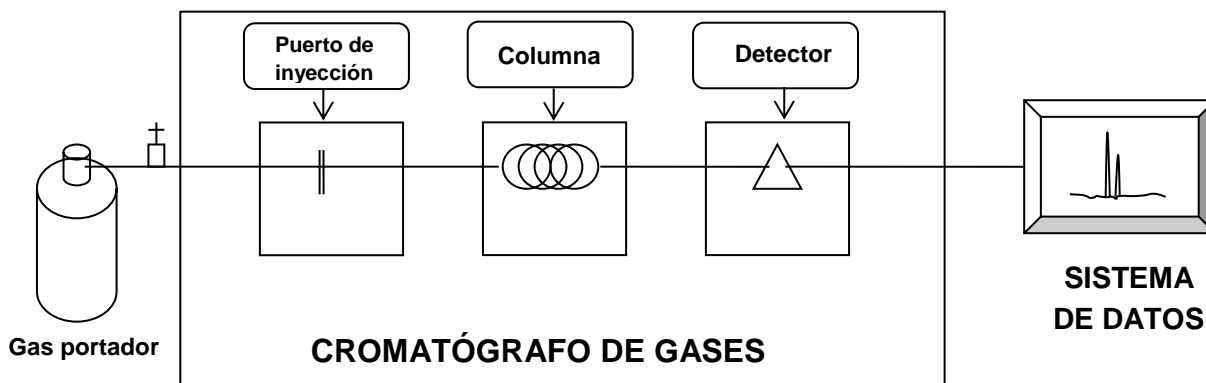 Puerto de
inyección
Columna
Detector
Gas portador
CROMATÓGRAFO DE GASES
SISTEMA
DE DATOS